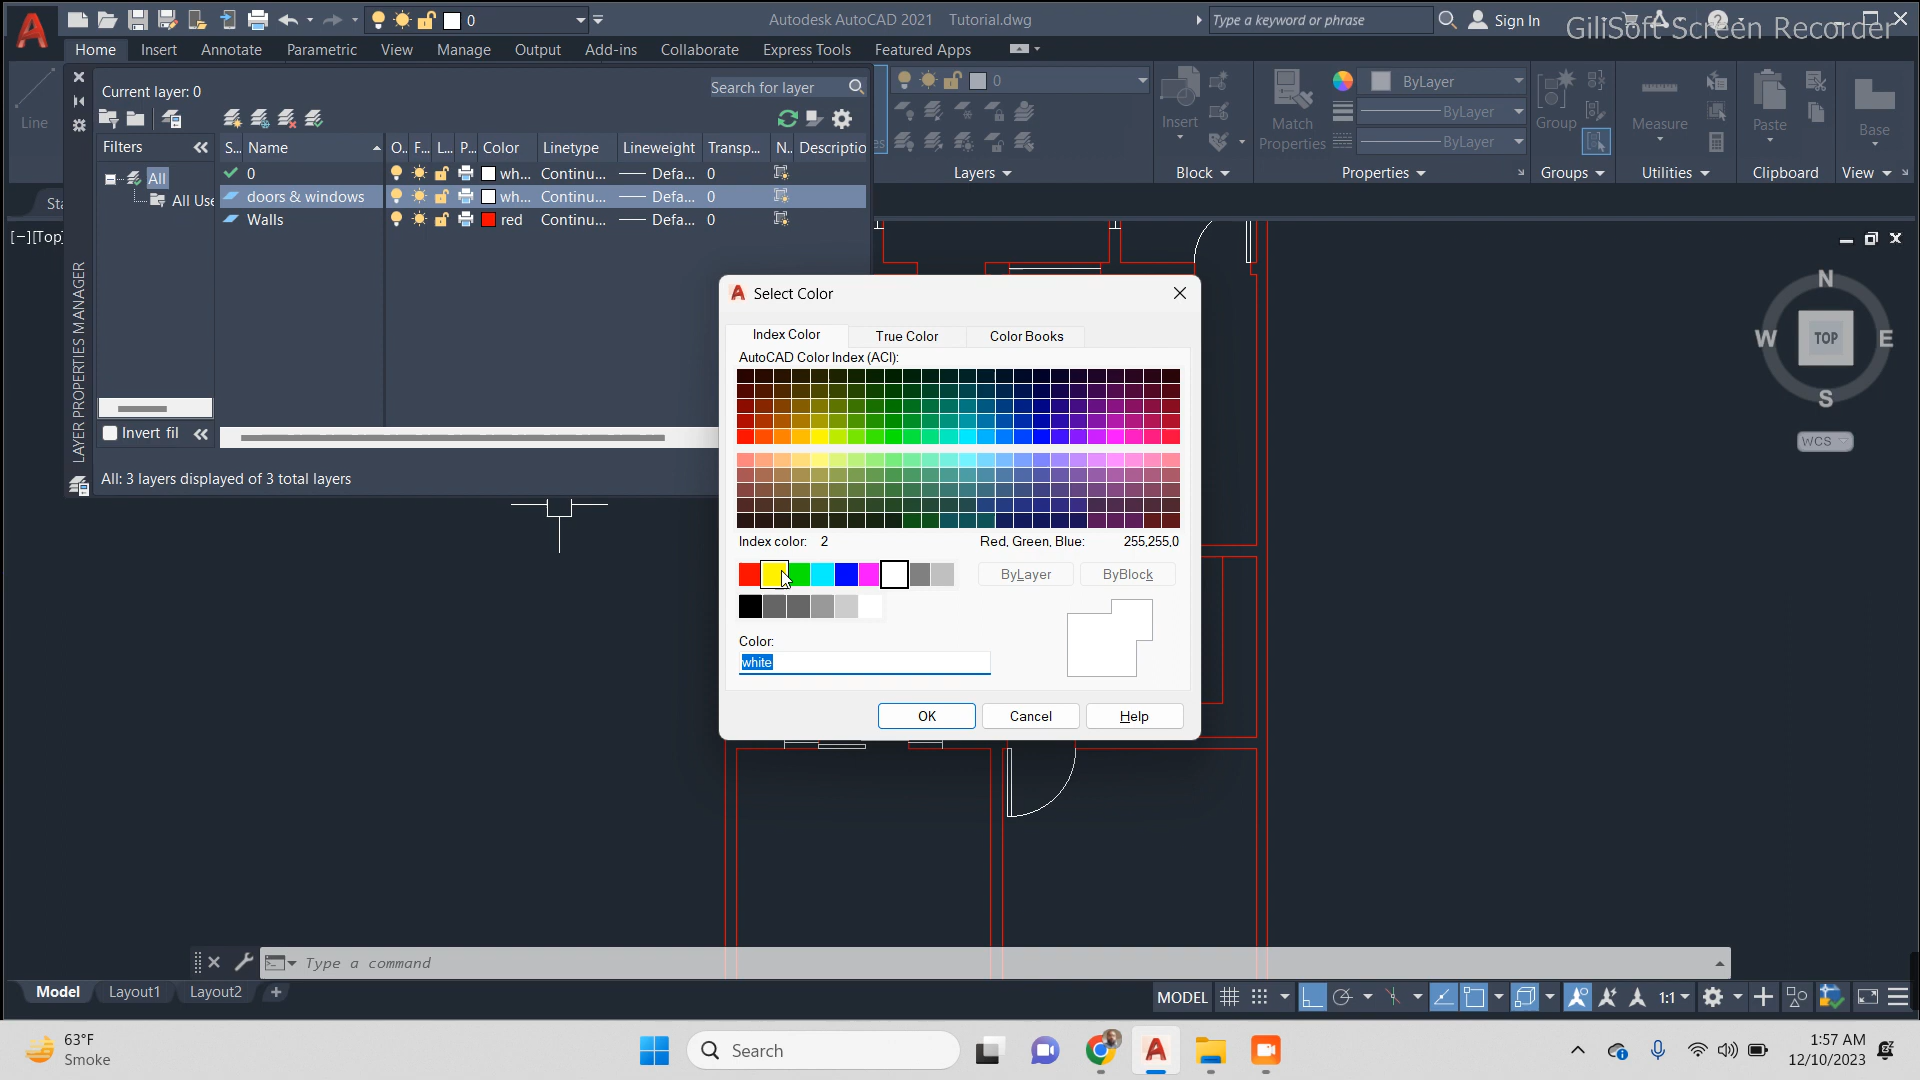 0
Autodesk AutoCAD 2021 Tutorial.dwg
Type a keyword or phrase
Sign In
GiliSoft Screen Recorder
Home Insert Annotate Parametric View Manage Output Add-ins Collaborate Express Tools Featured Apps
Line
Current layer: 0
Search for layer
0
ByLayer
ByLayer
ByLayer
Insert
Match
Properties
Group
Measure
Paste
Base
Layers
Block
Properties
Groups
Utilities
Clipboard
View
Filters
S.. Name O.. F... L... P... Color Linetype Lineweight Transp... N.. Descriptio
All
All Use
0 wh... Continu... Defa... 0
doors & windows wh... Continu... Defa... 0
Walls red Continu... Defa... 0
Sta
[−][Top]
LAYER PROPERTIES MANAGER
Invert fil
All: 3 layers displayed of 3 total layers
N
W TOP E
S
WCS
Select Color
Index Color True Color Color Books
AutoCAD Color Index (ACI):
Index color: 2
Red, Green, Blue: 255,255,0
ByLayer ByBlock
Color:
white
OK Cancel Help
Type a command
Model Layout1 Layout2
MODEL
1:1
63°F
Smoke
Search
1:57 AM
12/10/2023